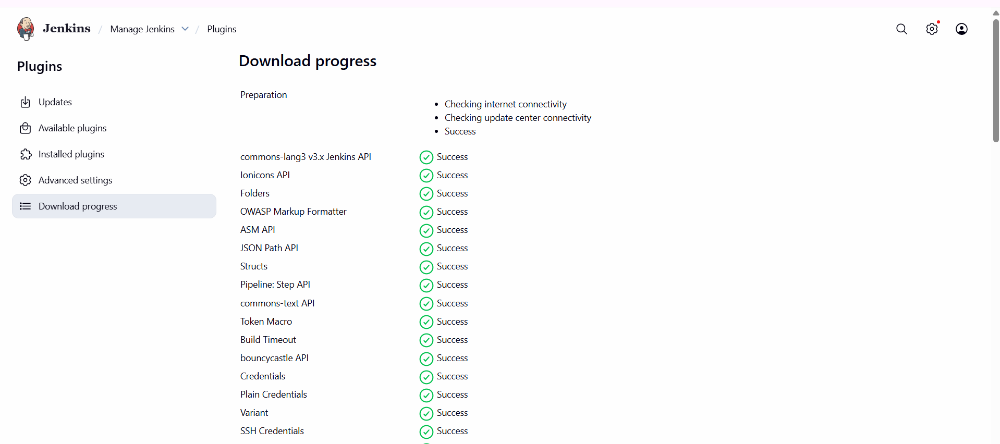 Jenkins / Manage Jenkins / Plugins
Plugins
Updates
Available plugins
Installed plugins
Advanced settings
Download progress
Download progress
Preparation
• Checking internet connectivity
• Checking update center connectivity
• Success
commons-lang3 v3.x Jenkins API Success
Ionicons API Success
Folders Success
OWASP Markup Formatter Success
ASM API Success
JSON Path API Success
Structs Success
Pipeline: Step API Success
commons-text API Success
Token Macro Success
Build Timeout Success
bouncycastle API Success
Credentials Success
Plain Credentials Success
Variant Success
SSH Credentials Success